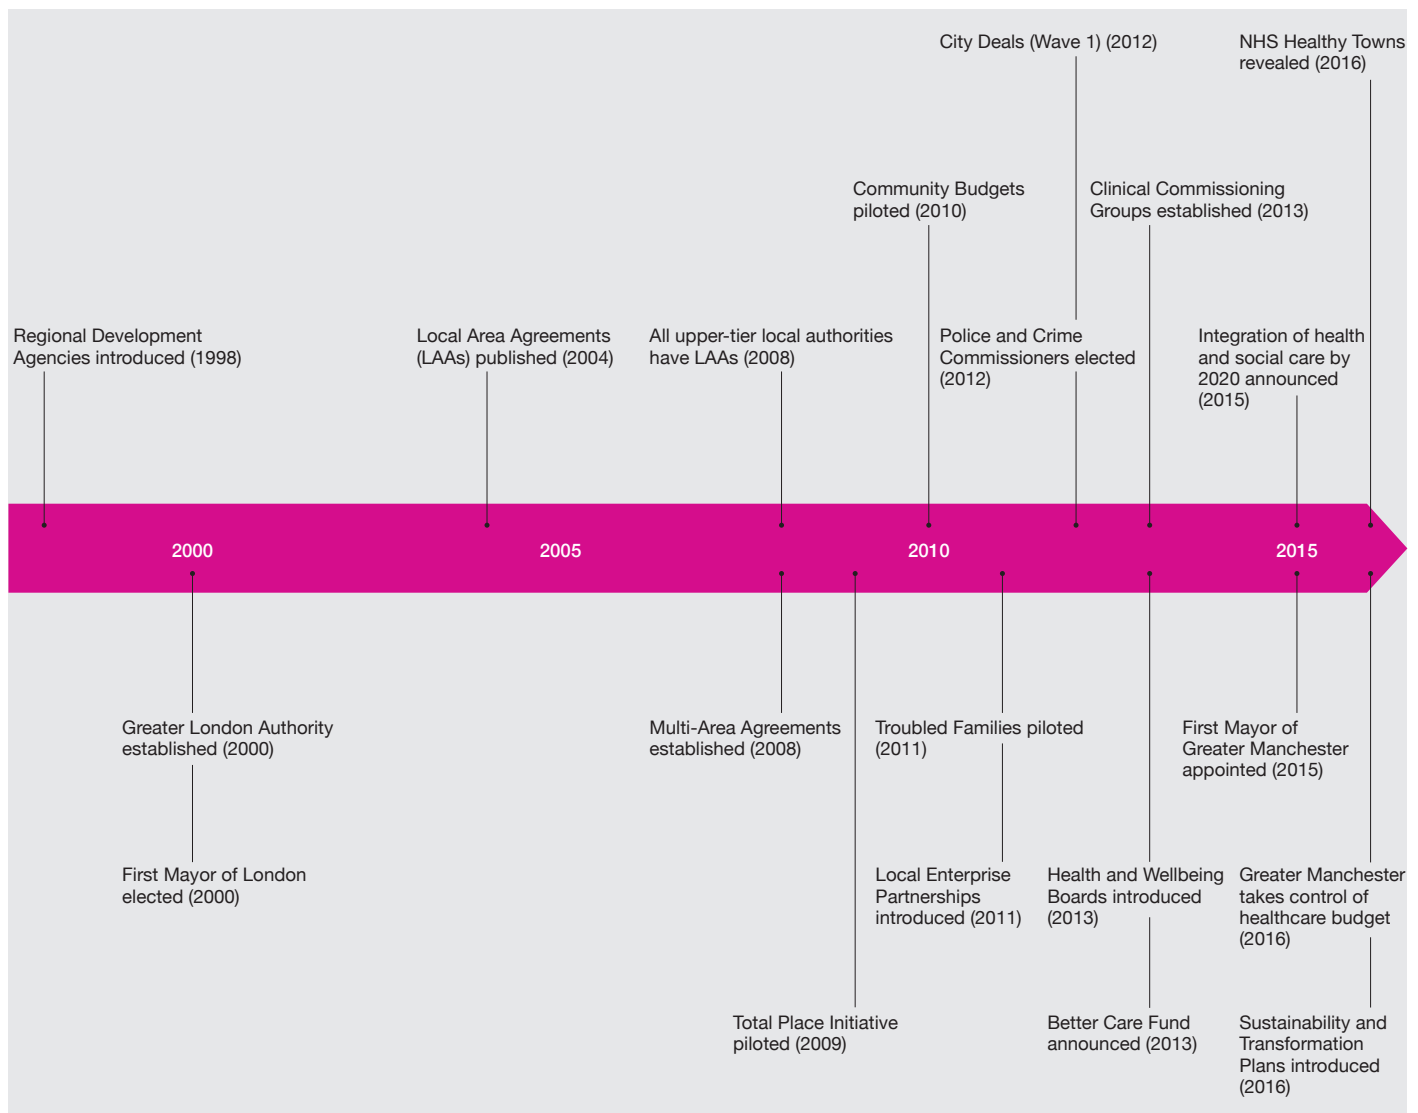 City Deals (Wave 1) (2012)
NHS Healthy Towns
revealed (2016)
Community Budgets
piloted (2010)
Clinical Commissioning
Groups established (2013)
Regional Development
Agencies introduced (1998)
Local Area Agreements
(LAAs) published (2004)
All upper-tier local authorities
have LAAs (2008)
Police and Crime
Commissioners elected
(2012)
Integration of health
and social care by
2020 announced
(2015)
2000
2005
2010
2015
Greater London Authority
established (2000)
Multi-Area Agreements
established (2008)
Troubled Families piloted
(2011)
First Mayor of
Greater Manchester
appointed (2015)
First Mayor of London
elected (2000)
Local Enterprise
Partnerships
introduced (2011)
Health and Wellbeing
Boards introduced
(2013)
Greater Manchester
takes control of
healthcare budget
(2016)
Total Place Initiative
piloted (2009)
Better Care Fund
announced (2013)
Sustainability and
Transformation
Plans introduced
(2016)